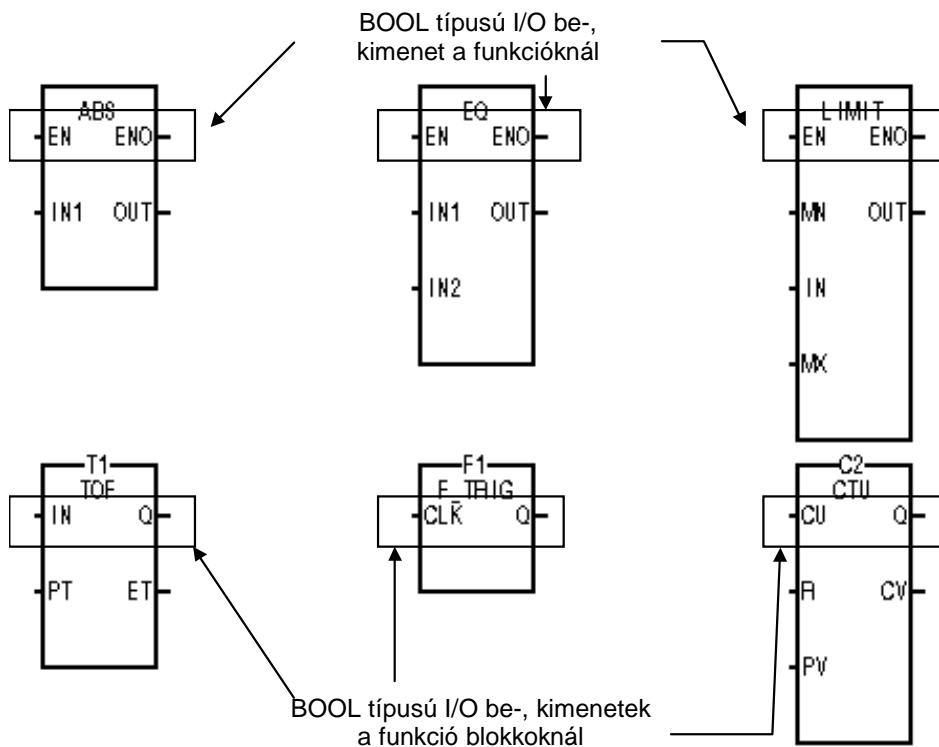 BOOL típusú I/O be-,
kimenet a funkcióknál
ABS
EN ENO
IN1 OUT
EQ
EN ENO
IN1 OUT
IN2
LIMIT
EN ENO
MN OUT
IN
MX
T1
TOF
IN Q
PT ET
F1
F_TRIG
CLK Q
C2
CTU
CU Q
R CV
PV
BOOL típusú I/O be-, kimenetek
a funkció blokkoknál